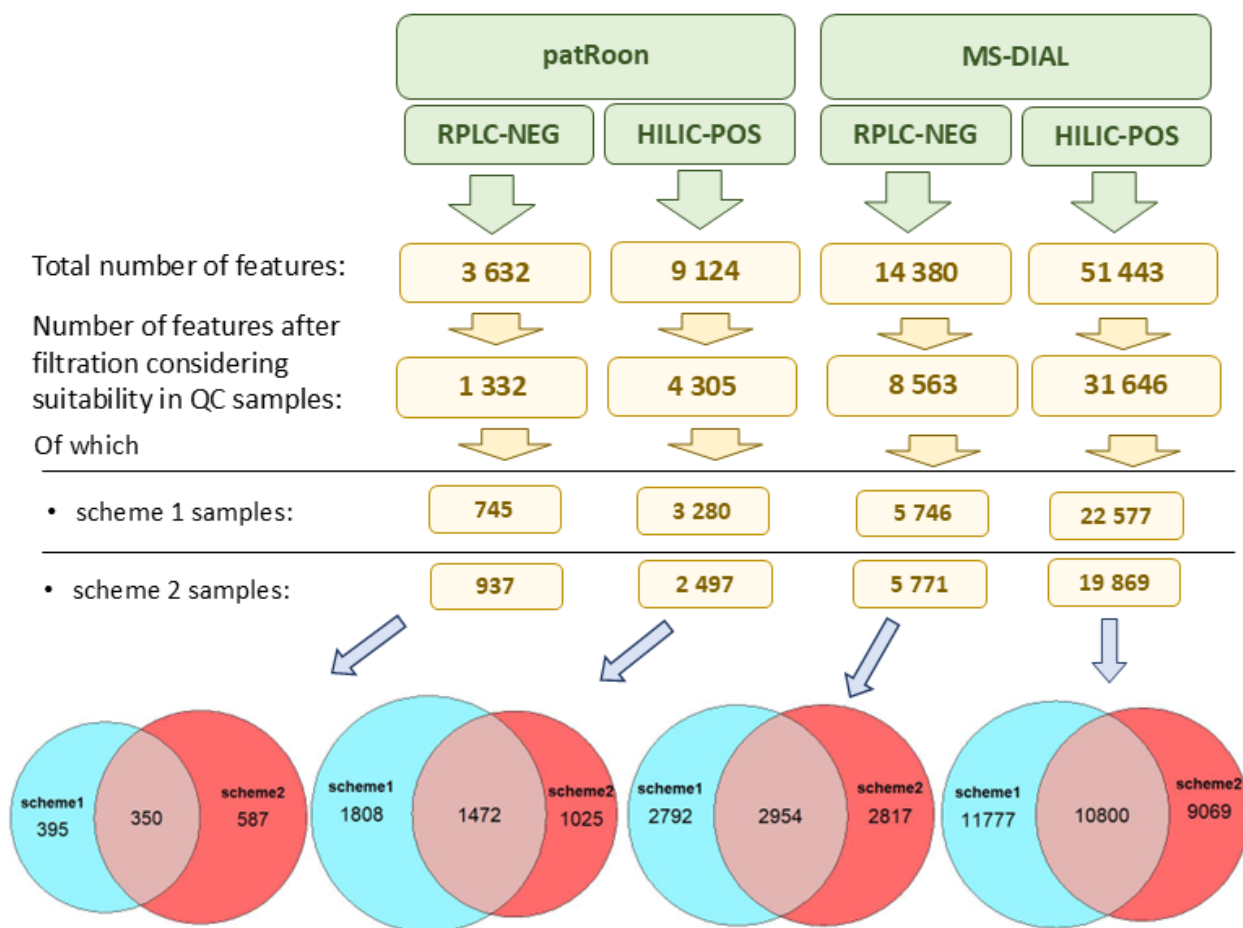 patRoon MS-DIAL
RPLC-NEG HILIC-POS RPLC-NEG HILIC-POS
Total number of features: 3 632 9 124 14 380 51 443
Number of features after
filtration considering
suitability in QC samples: 1 332 4 305 8 563 31 646
Of which
• scheme 1 samples: 745 3 280 5 746 22 577
• scheme 2 samples: 937 2 497 5 771 19 869
scheme1 scheme2
395 350 587
scheme1 scheme2
1808 1472 1025
scheme1 scheme2
2792 2954 2817
scheme1 scheme2
11777 10800 9069